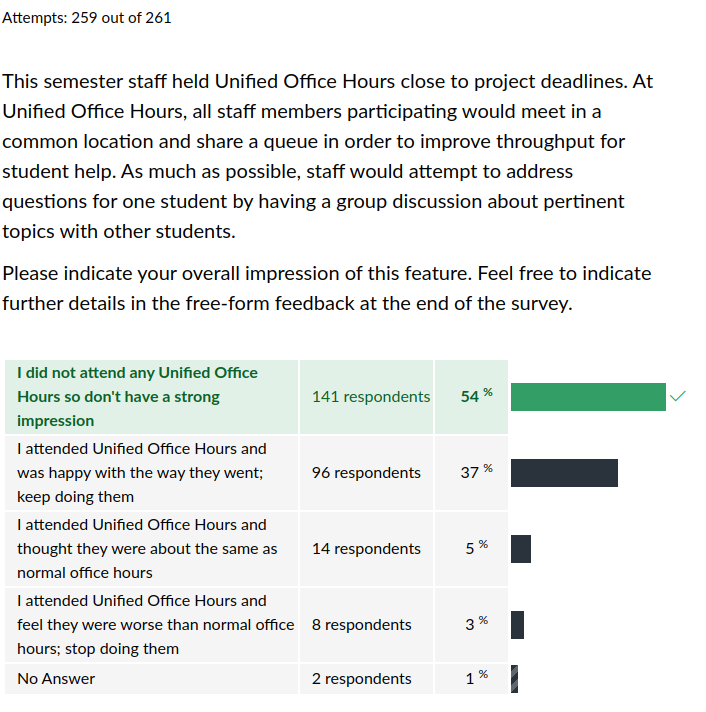 Attempts: 259 out of 261
This semester staff held Unified Office Hours close to project deadlines. At
Unified Office Hours, all staff members participating would meet in a
common location and share a queue in order to improve throughput for
student help. As much as possible, staff would attempt to address
questions for one student by having a group discussion about pertinent
topics with other students.
Please indicate your overall impression of this feature. Feel free to indicate
further details in the free-form feedback at the end of the survey.
I did not attend any Unified Office
Hours so don't have a strong
impression
141 respondents
54 %
I attended Unified Office Hours and
was happy with the way they went;
keep doing them
96 respondents
37 %
I attended Unified Office Hours and
thought they were about the same as
normal office hours
14 respondents
5 %
I attended Unified Office Hours and
feel they were worse than normal office
hours; stop doing them
8 respondents
3 %
No Answer
2 respondents
1 %